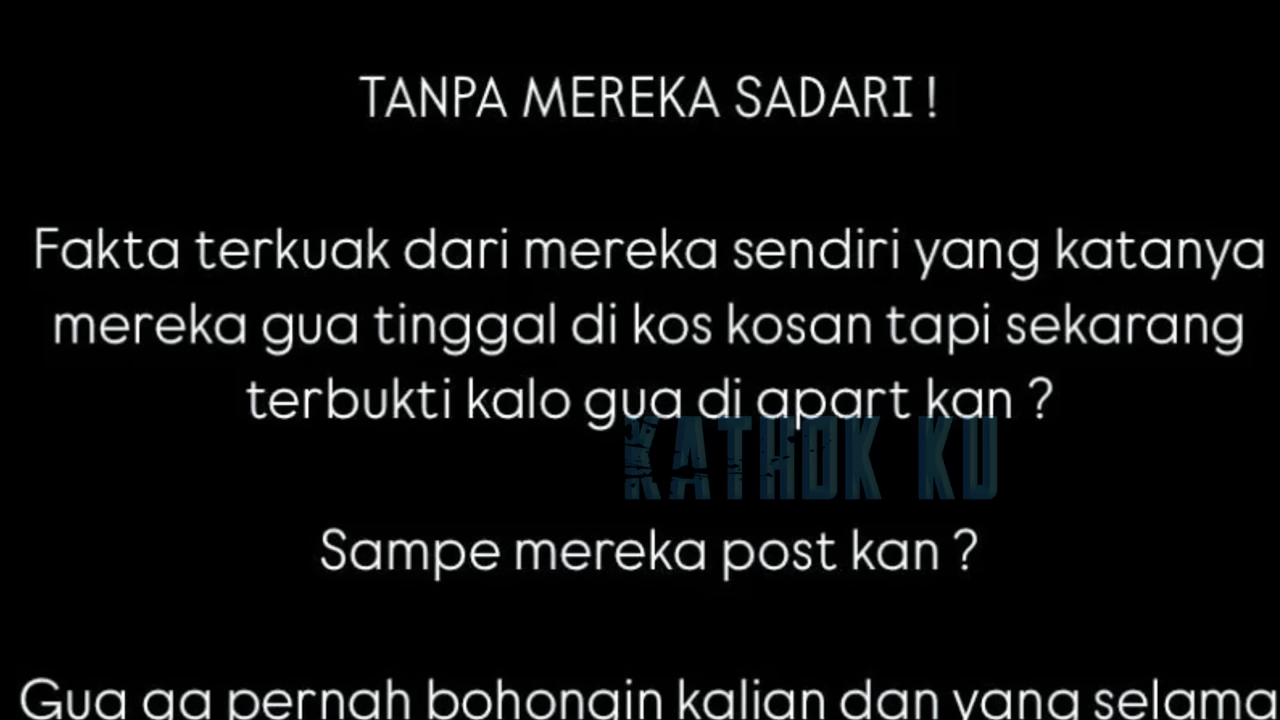 TANPA MEREKA SADARI !
Fakta terkuak dari mereka sendiri yang katanya
mereka gua tinggal di kos kosan tapi sekarang
terbukti kalo gua di apart kan ?
KATHOK KU
Sampe mereka post kan ?
Gua ga pernah bohongin kalian dan yang selama